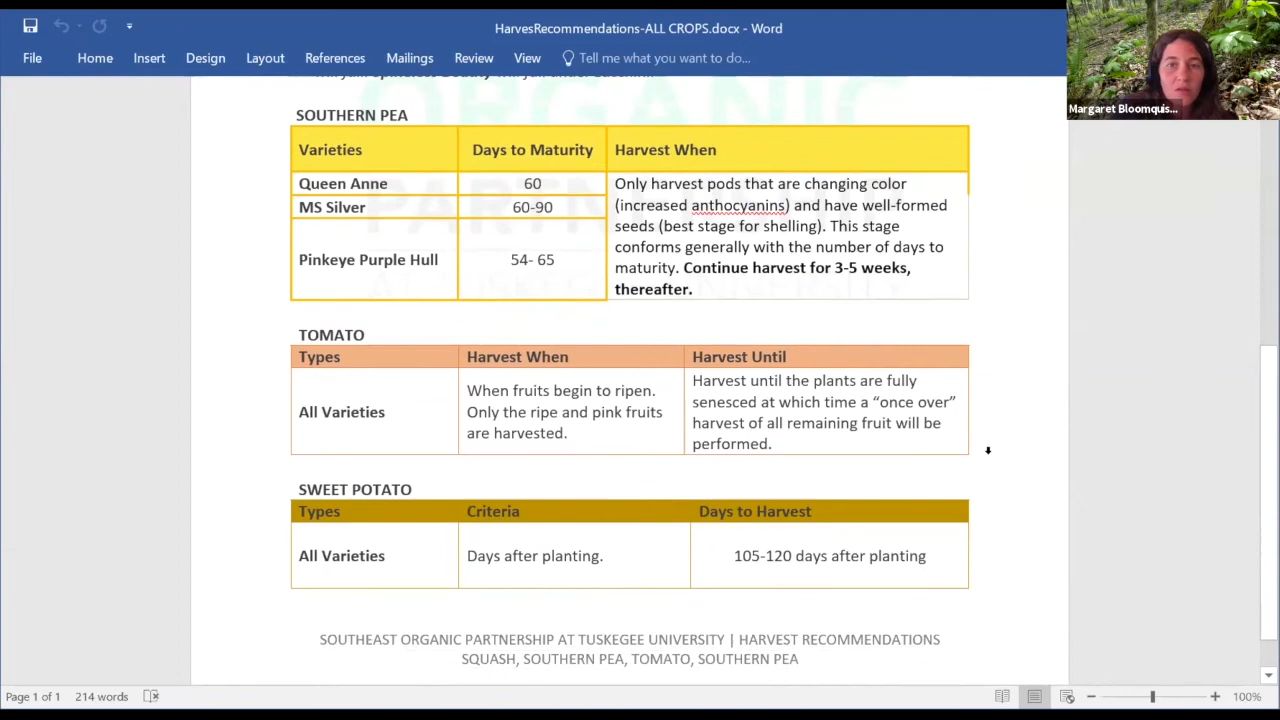 HarvesRecommendations-ALL CROPS.docx - Word
File Home Insert Design Layout References Mailings Review View Tell me what you want to do...
Margaret Bloomquis...
ORGANIC
SOUTHERN PEA
Varieties Days to Maturity Harvest When
Queen Anne 60
MS Silver 60-90
Pinkeye Purple Hull 54- 65
Only harvest pods that are changing color
(increased anthocyanins) and have well-formed
seeds (best stage for shelling). This stage
conforms generally with the number of days to
maturity. Continue harvest for 3-5 weeks,
thereafter.
TOMATO
Types Harvest When Harvest Until
All Varieties
When fruits begin to ripen.
Only the ripe and pink fruits
are harvested.
Harvest until the plants are fully
senesced at which time a “once over”
harvest of all remaining fruit will be
performed.
SWEET POTATO
Types Criteria Days to Harvest
All Varieties Days after planting. 105-120 days after planting
SOUTHEAST ORGANIC PARTNERSHIP AT TUSKEGEE UNIVERSITY | HARVEST RECOMMENDATIONS
SQUASH, SOUTHERN PEA, TOMATO, SOUTHERN PEA
Page 1 of 1 214 words 100%